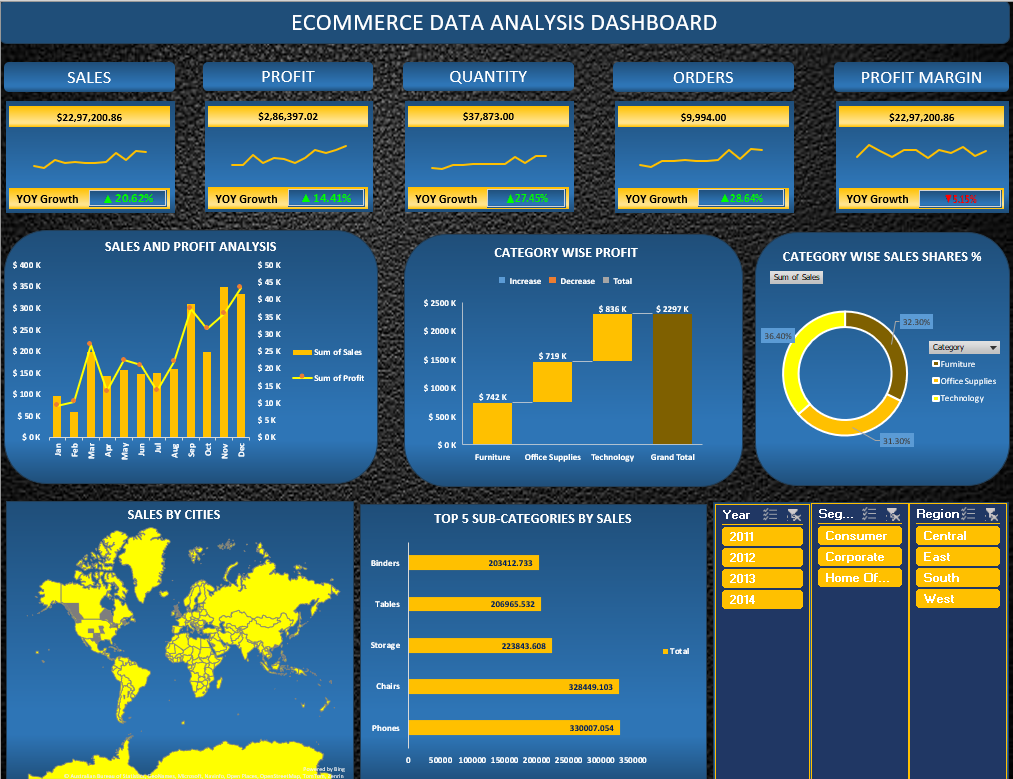 ECOMMERCE DATA ANALYSIS DASHBOARD
SALES
PROFIT
QUANTITY
ORDERS
PROFIT MARGIN
$22,97,200.86
$2,86,397.02
$37,873.00
$9,994.00
$22,97,200.86
YOY Growth ▲ 20.62%
YOY Growth ▲ 14.41%
YOY Growth ▲27.45%
YOY Growth ▲28.64%
YOY Growth
SALES AND PROFIT ANALYSIS
$ 400 K
$ 350 K
$ 300 K
$ 250 K
$ 200 K
$ 150 K
$ 100 K
$ 50 K
$ 0 K
$ 50 K
$ 45 K
$ 40 K
$ 35 K
$ 30 K
$ 25 K
$ 20 K
$ 15 K
$ 10 K
$ 5 K
$ 0 K
Jan Feb Mar Apr May Jun Jul Aug Sep Oct Nov Dec
Sum of Sales
Sum of Profit
CATEGORY WISE PROFIT
Increase Decrease Total
$ 2500 K
$ 2000 K
$ 1500 K
$ 1000 K
$ 500 K
$ 0 K
$ 742 K
$ 719 K
$ 836 K
$ 2297 K
Furniture Office Supplies Technology Grand Total
CATEGORY WISE SALES SHARES %
Sum of Sales
32.30%
36.40%
31.30%
Category
Furniture
Office Supplies
Technology
SALES BY CITIES
Powered by Bing
TOP 5 SUB-CATEGORIES BY SALES
Binders 203412.733
Tables 206965.532
Storage 223843.608
Chairs 328449.103
Phones 330007.054
0 50000 100000 150000 200000 250000 300000 350000
Total
Year
2011
2012
2013
2014
Seg...
Consumer
Corporate
Home Of...
Region
Central
East
South
West